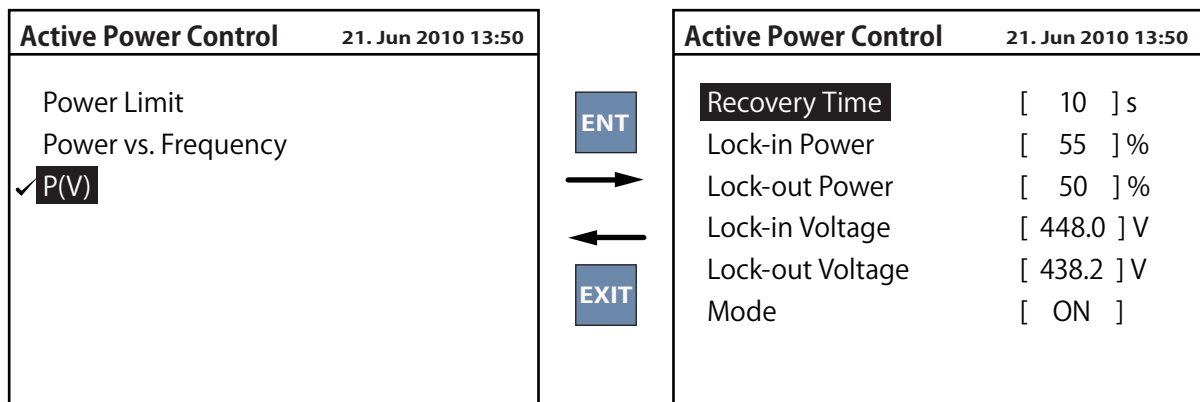 Active Power Control 21. Jun 2010 13:50
Power Limit
Power vs. Frequency
✓ P(V)
ENT
EXIT
Active Power Control 21. Jun 2010 13:50
Recovery Time [ 10 ] s
Lock-in Power [ 55 ] %
Lock-out Power [ 50 ] %
Lock-in Voltage [ 448.0 ] V
Lock-out Voltage [ 438.2 ] V
Mode [ ON ]